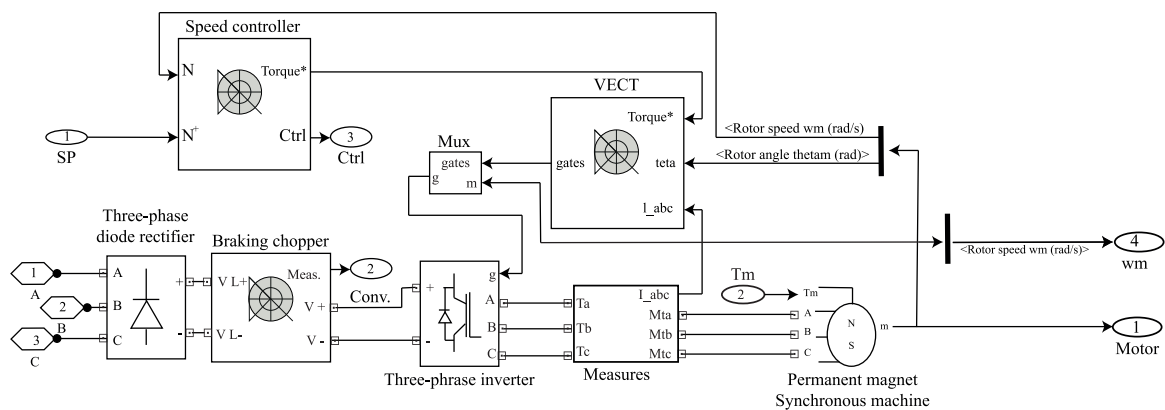 Speed controller
N
Torque*
N+
Ctrl
1
SP
3
Ctrl
VECT
Torque*
gates
teta
I_abc
<Rotor speed wm (rad/s)
<Rotor angle thetam (rad)>
Mux
gates
g
m
4
wm
<Rotor speed wm (rad/s)>
Three-phase
diode rectifier
1
A
2
B
3
C
A
B
C
+
-
Braking chopper
V L+
Meas.
V +
V L-
V -
2
Conv.
g
+
A
B
-
C
Three-phrase inverter
I_abc
Ta
Mta
Tb
Mtb
Tc
Mtc
Measures
Tm
2
Tm
A
B
C
N
S
m
Permanent magnet
Synchronous machine
1
Motor